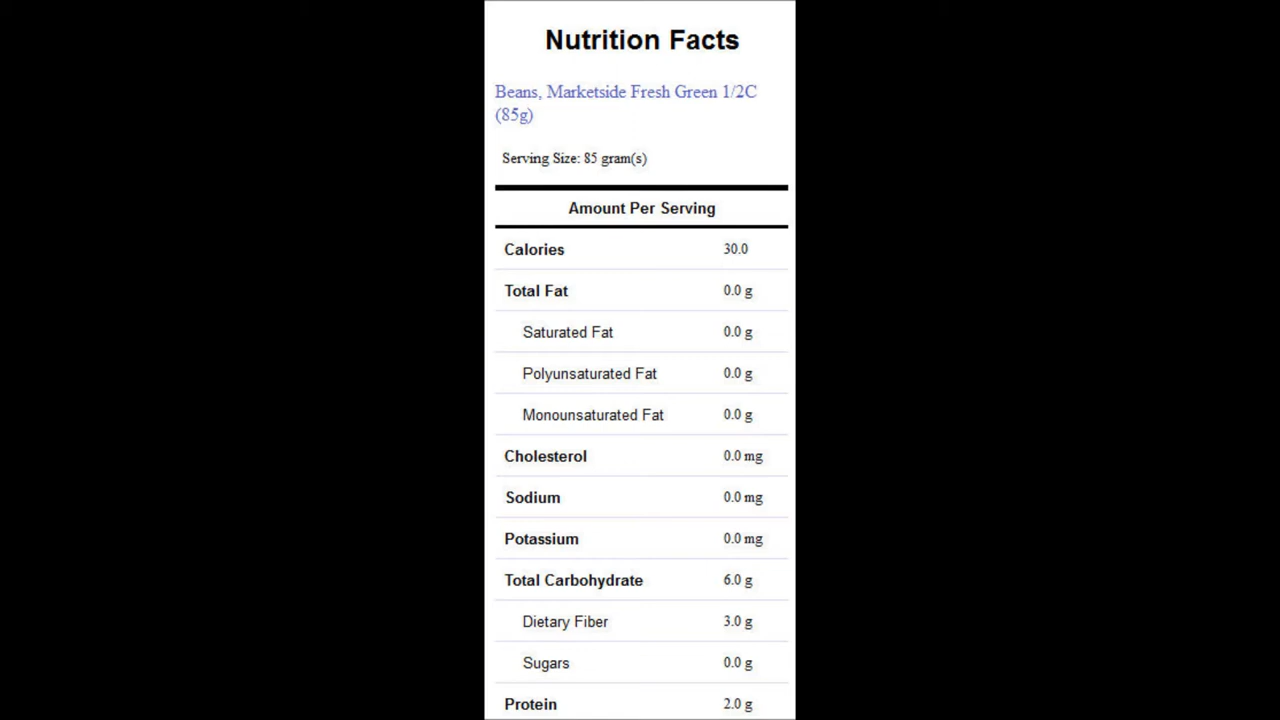 Nutrition Facts
Beans, Marketside Fresh Green 1/2C
(85g)
Serving Size: 85 gram(s)
Amount Per Serving
Calories 30.0
Total Fat 0.0 g
Saturated Fat 0.0 g
Polyunsaturated Fat 0.0 g
Monounsaturated Fat 0.0 g
Cholesterol 0.0 mg
Sodium 0.0 mg
Potassium 0.0 mg
Total Carbohydrate 6.0 g
Dietary Fiber 3.0 g
Sugars 0.0 g
Protein 2.0 g